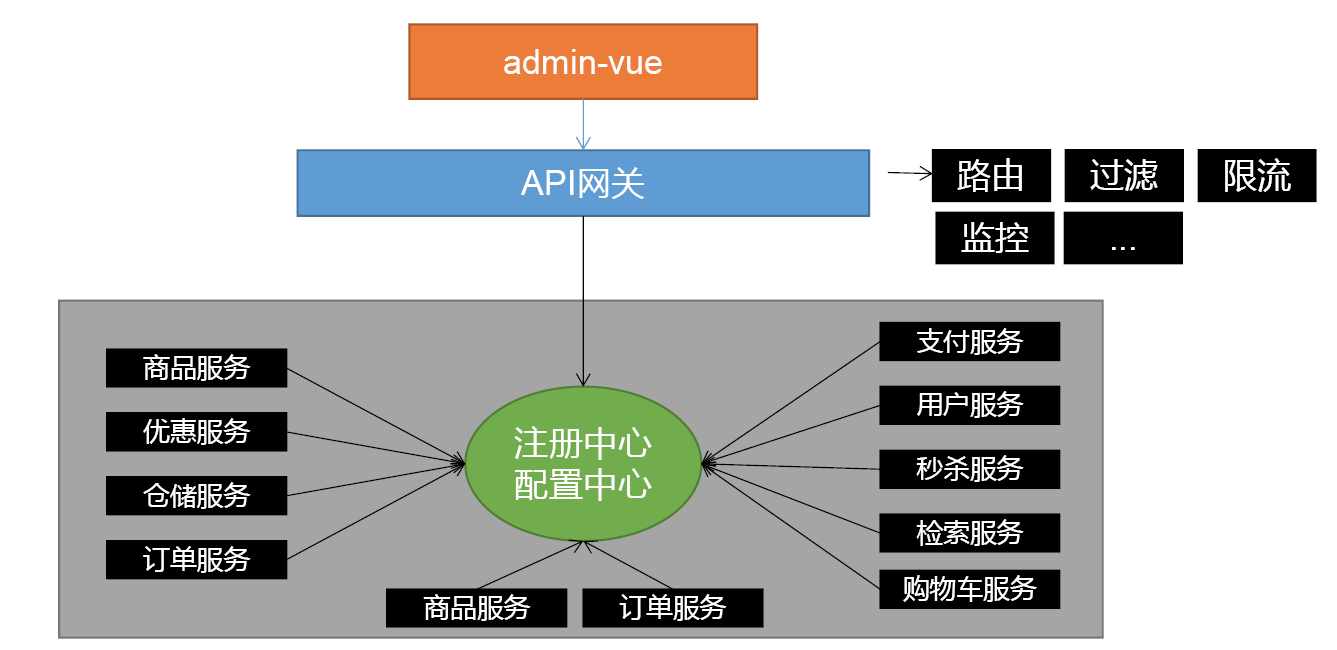 admin-vue
API网关
路由
过滤
限流
监控
...
商品服务
优惠服务
仓储服务
订单服务
注册中心
配置中心
支付服务
用户服务
秒杀服务
检索服务
购物车服务
商品服务
订单服务